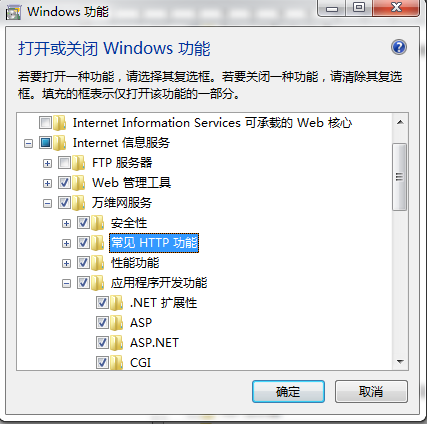 Windows 功能
打开或关闭 Windows 功能
若要打开一种功能，请选择其复选框。若要关闭一种功能，请清除其复选
框。填充的框表示仅打开该功能的一部分。
Internet Information Services 可承载的 Web 核心
Internet 信息服务
FTP 服务器
Web 管理工具
万维网服务
安全性
常见 HTTP 功能
性能功能
应用程序开发功能
.NET 扩展性
ASP
ASP.NET
CGI
确定 取消